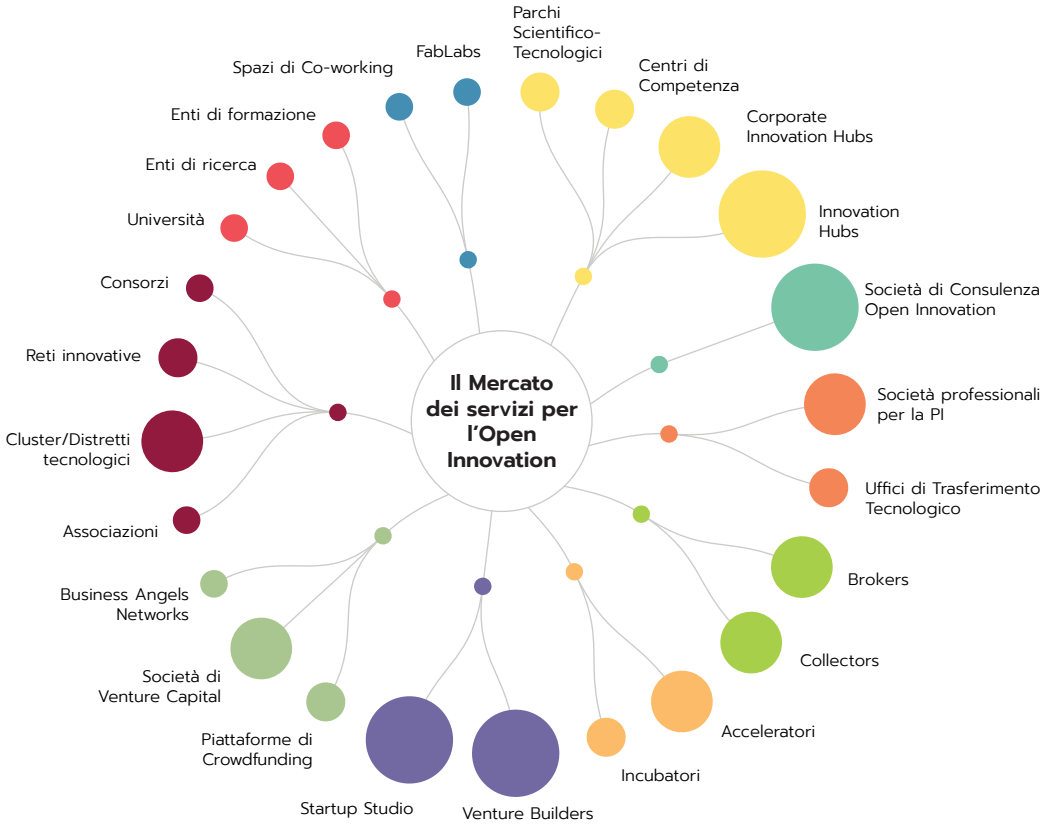 Il Mercato
dei servizi per
l'Open
Innovation
Parchi
Scientifico-
Tecnologici
Centri di
Competenza
Corporate
Innovation Hubs
Innovation
Hubs
Società di Consulenza
Open Innovation
Società professionali
per la PI
Uffici di Trasferimento
Tecnologico
Brokers
Collectors
Acceleratori
Incubatori
Venture Builders
Startup Studio
Piattaforme di
Crowdfunding
Società di
Venture Capital
Business Angels
Networks
Associazioni
Cluster/Distretti
tecnologici
Reti innovative
Consorzi
Università
Enti di ricerca
Enti di formazione
Spazi di Co-working
FabLabs